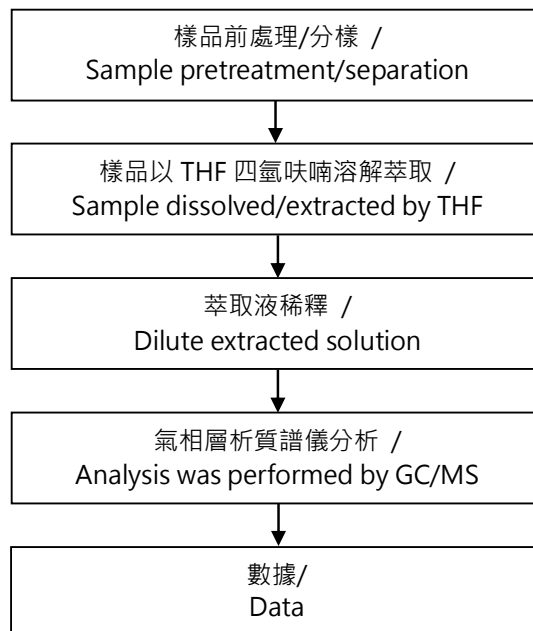 樣品前處理/分樣 /
Sample pretreatment/separation
樣品以 THF 四氫呋喃溶解萃取 /
Sample dissolved/extracted by THF
萃取液稀釋 /
Dilute extracted solution
氣相層析質譜儀分析 /
Analysis was performed by GC/MS
數據/
Data